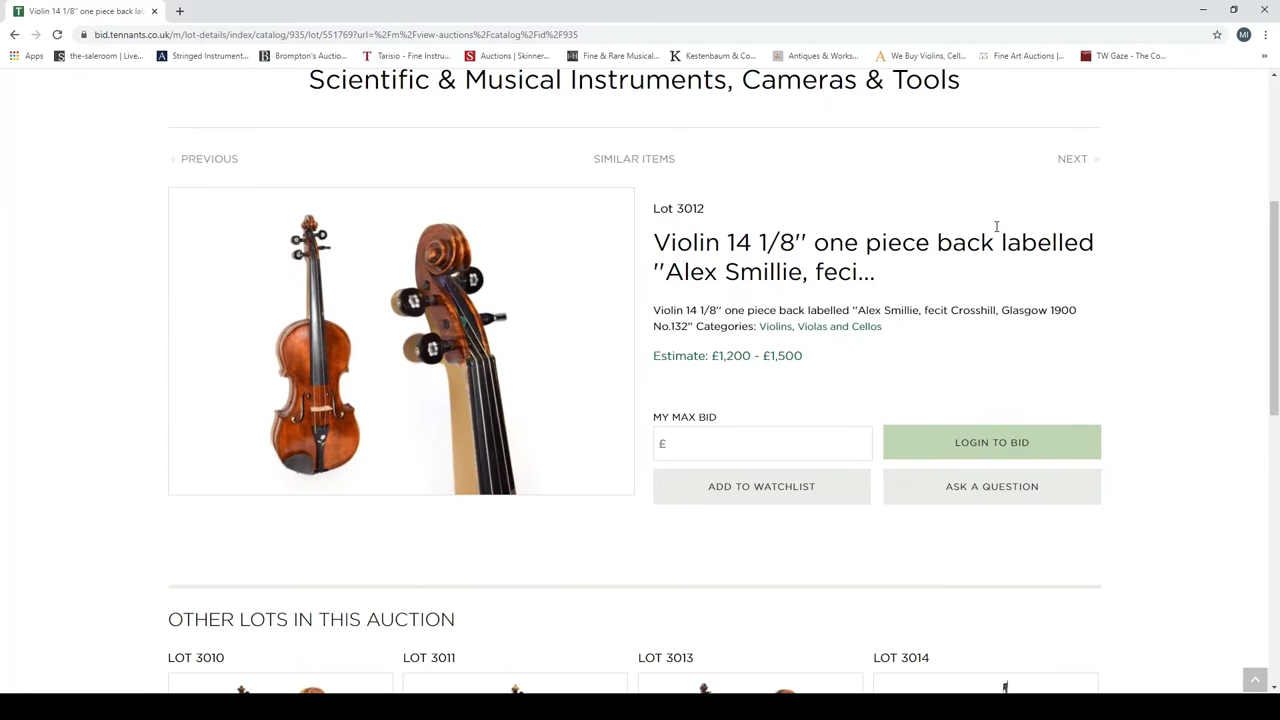 Violin 14 1/8'' one piece back lab
bid.tennants.co.uk/m/lot-details/index/catalog/935/lot/551769?url=%2Fm%2Fview-auctions%2Fcatalog%2Fid%2F935
MI
Apps the-saleroom | Live... Stringed Instrument... Brompton's Auction... Tarisio - Fine Instru... Auctions | Skinner... Fine & Rare Musical... Kestenbaum & Co... Antiques & Works... We Buy Violins, Cell... Fine Art Auctions |... TW Gaze - The Co... »
Scientific & Musical Instruments, Cameras & Tools
PREVIOUS SIMILAR ITEMS NEXT
Lot 3012
Violin 14 1/8'' one piece back labelled
''Alex Smillie, feci...
Violin 14 1/8'' one piece back labelled ''Alex Smillie, fecit Crosshill, Glasgow 1900
No.132'' Categories: Violins, Violas and Cellos
Estimate: £1,200 - £1,500
MY MAX BID
£ LOGIN TO BID
ADD TO WATCHLIST ASK A QUESTION
OTHER LOTS IN THIS AUCTION
LOT 3010 LOT 3011 LOT 3013 LOT 3014